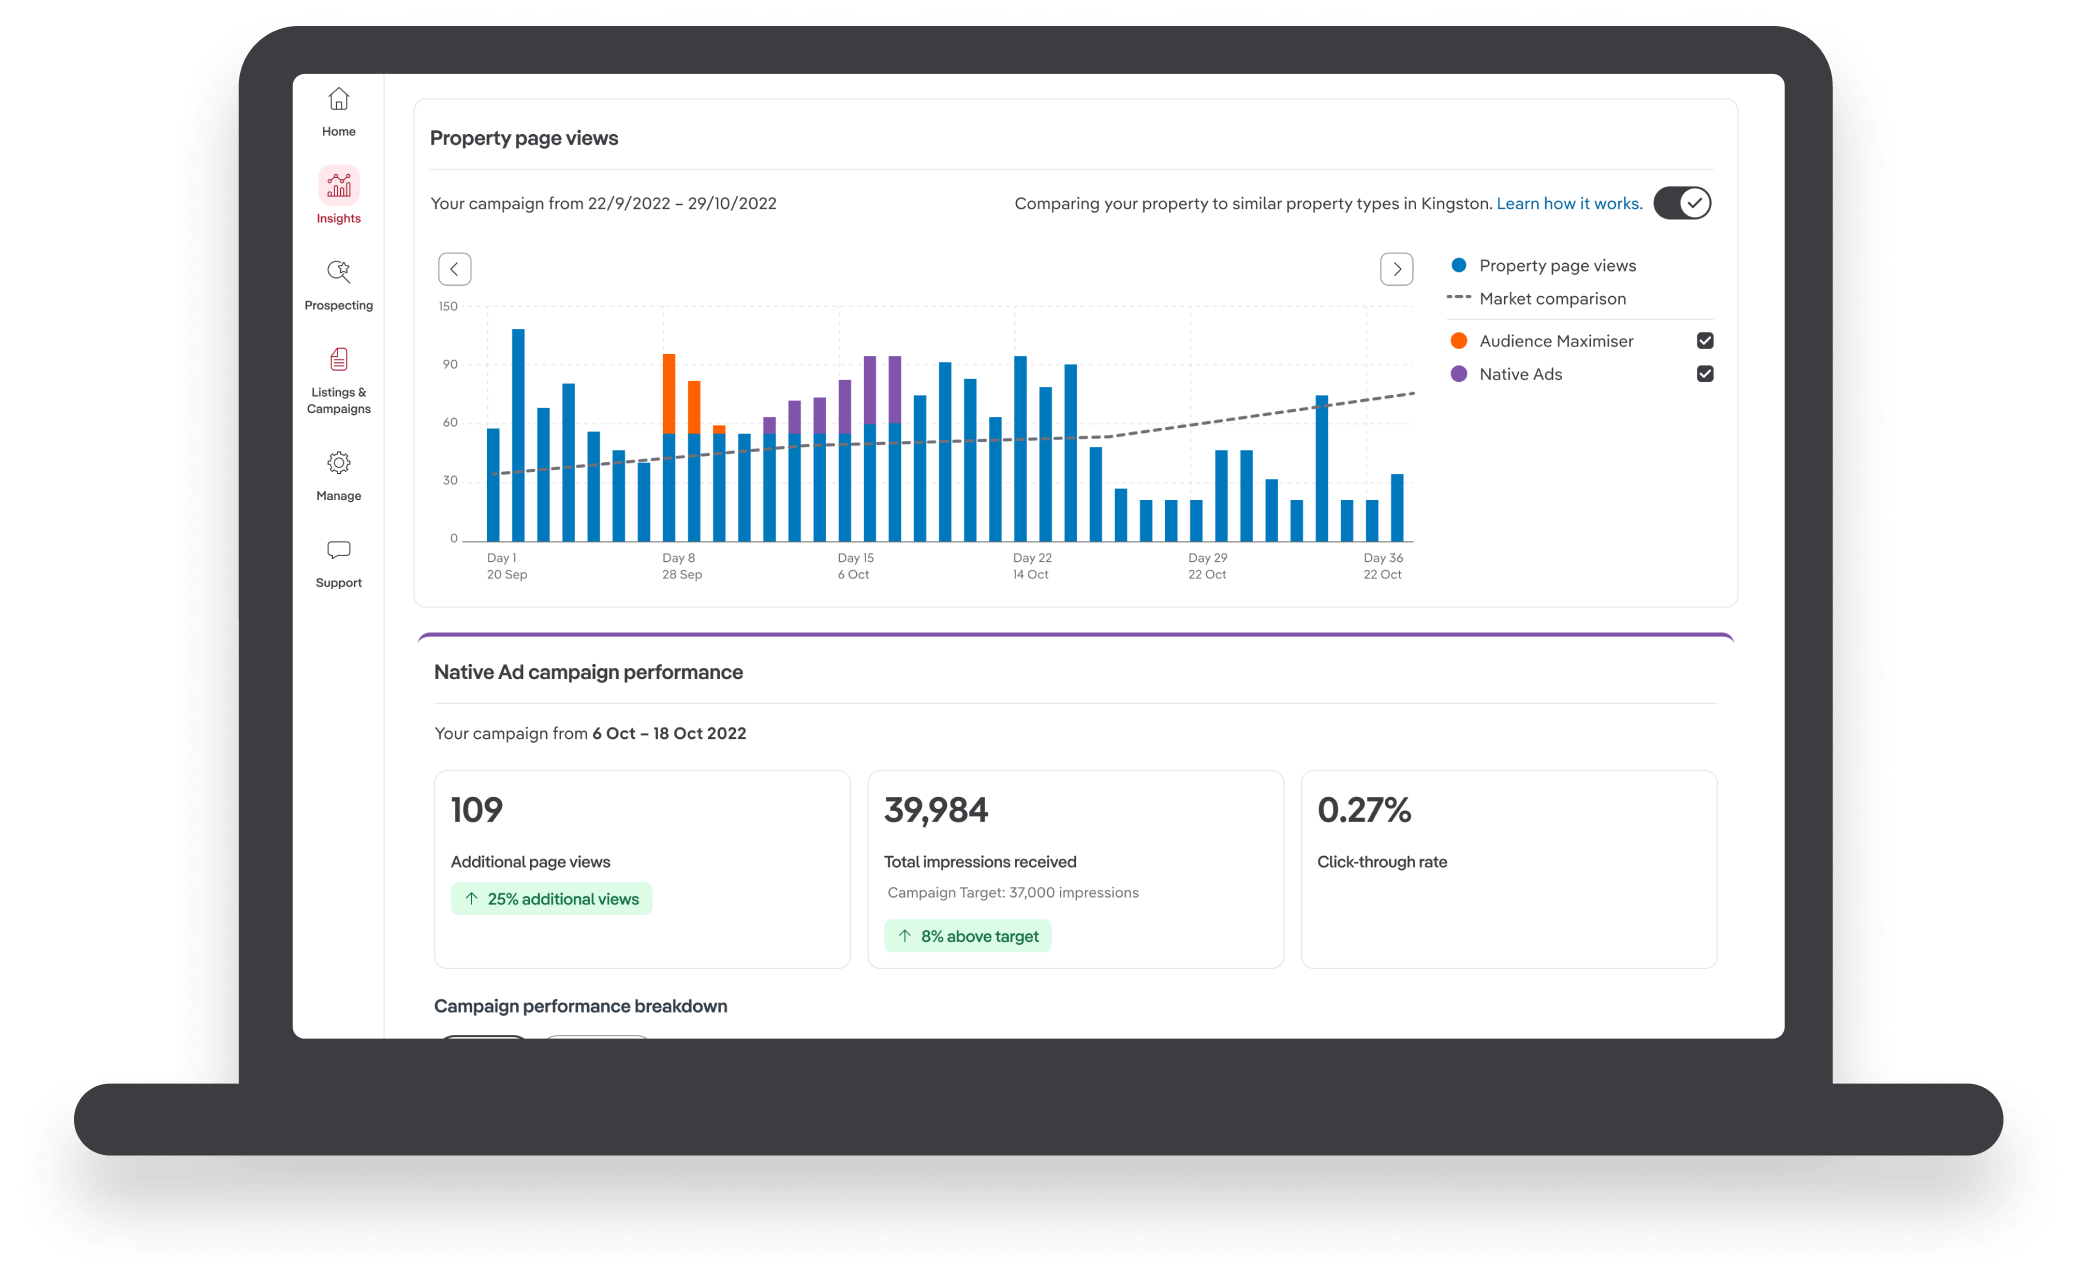 Home
Insights
Prospecting
Listings &
Campaigns
Manage
Support
Property page views
Your campaign from 22/9/2022 – 29/10/2022
Comparing your property to similar property types in Kingston. Learn how it works.
Property page views
Market comparison
Audience Maximiser
Native Ads
150
90
60
30
0
Day 1
20 Sep
Day 8
28 Sep
Day 15
6 Oct
Day 22
14 Oct
Day 29
22 Oct
Day 36
22 Oct
Native Ad campaign performance
Your campaign from 6 Oct – 18 Oct 2022
109
Additional page views
25% additional views
39,984
Total impressions received
Campaign Target: 37,000 impressions
8% above target
0.27%
Click-through rate
Campaign performance breakdown